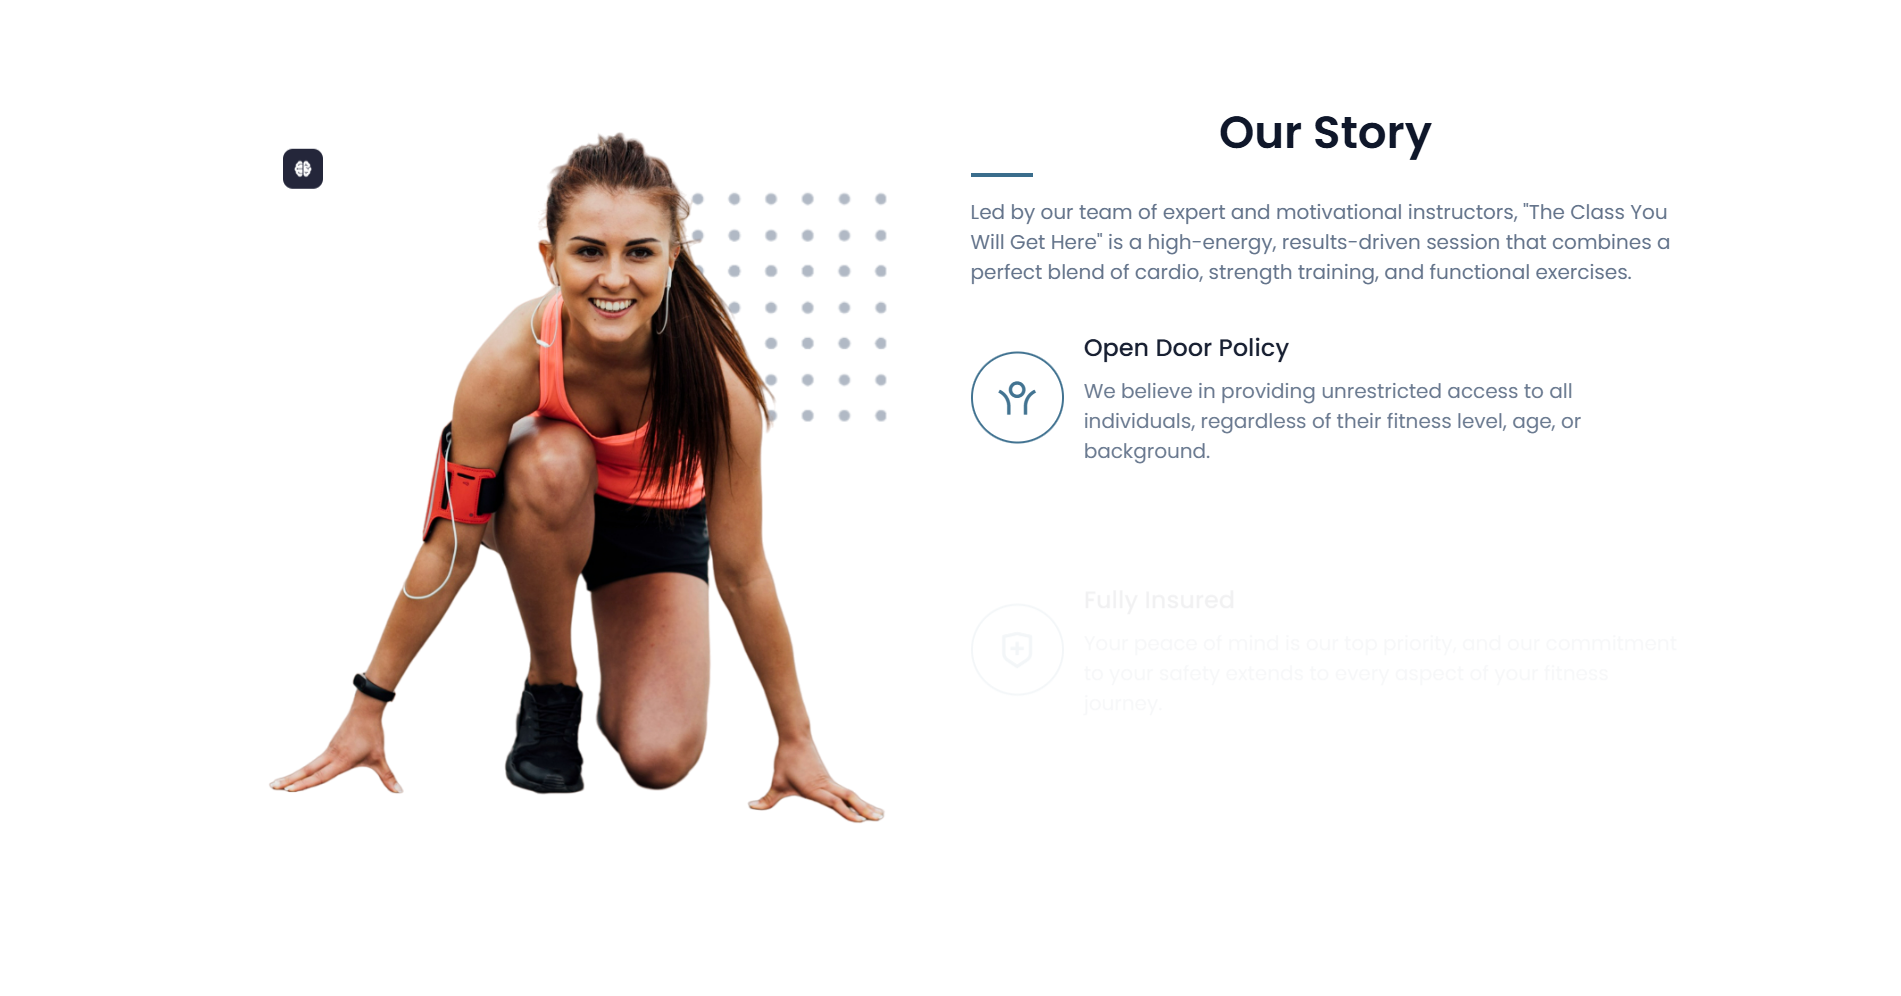 Our Story
Led by our team of expert and motivational instructors, "The Class You
Will Get Here" is a high-energy, results-driven session that combines a
perfect blend of cardio, strength training, and functional exercises.
Open Door Policy
We believe in providing unrestricted access to all
individuals, regardless of their fitness level, age, or
background.
Fully Insured
Your peace of mind is our top priority, and our commitment
to your safety extends to every aspect of your fitness
journey.